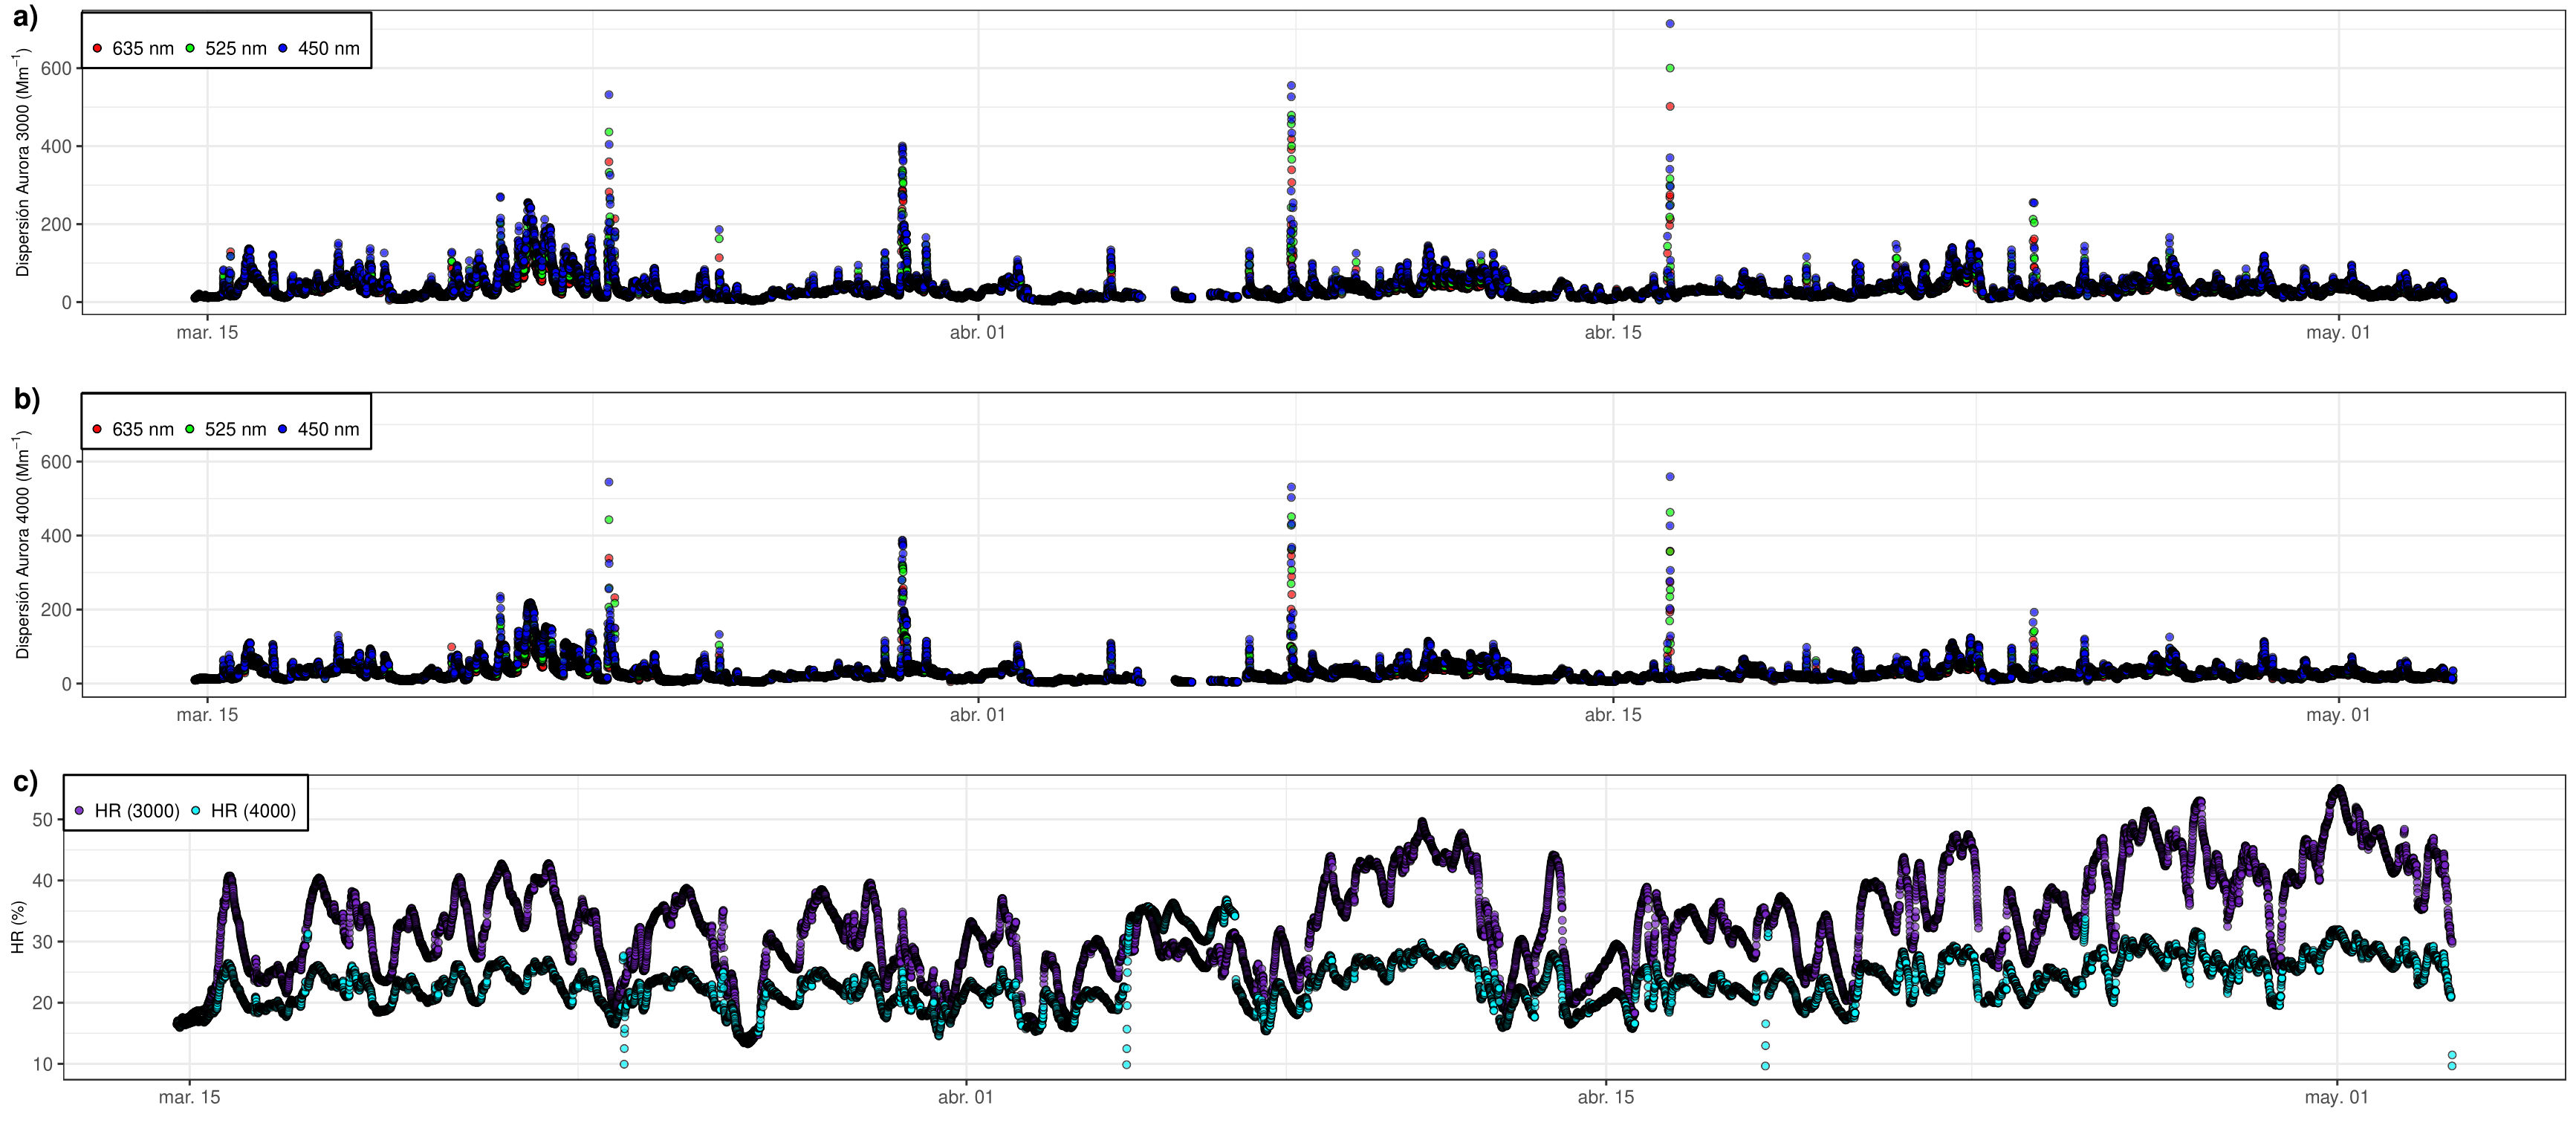 a)
635 nm 525 nm 450 nm
Dispersión Aurora 3000 (Mm⁻¹)
600
400
200
0
mar. 15 abr. 01 abr. 15 may. 01
b)
635 nm 525 nm 450 nm
Dispersión Aurora 4000 (Mm⁻¹)
600
400
200
0
mar. 15 abr. 01 abr. 15 may. 01
c)
HR (3000) HR (4000)
HR (%)
50
40
30
20
10
mar. 15 abr. 01 abr. 15 may. 01